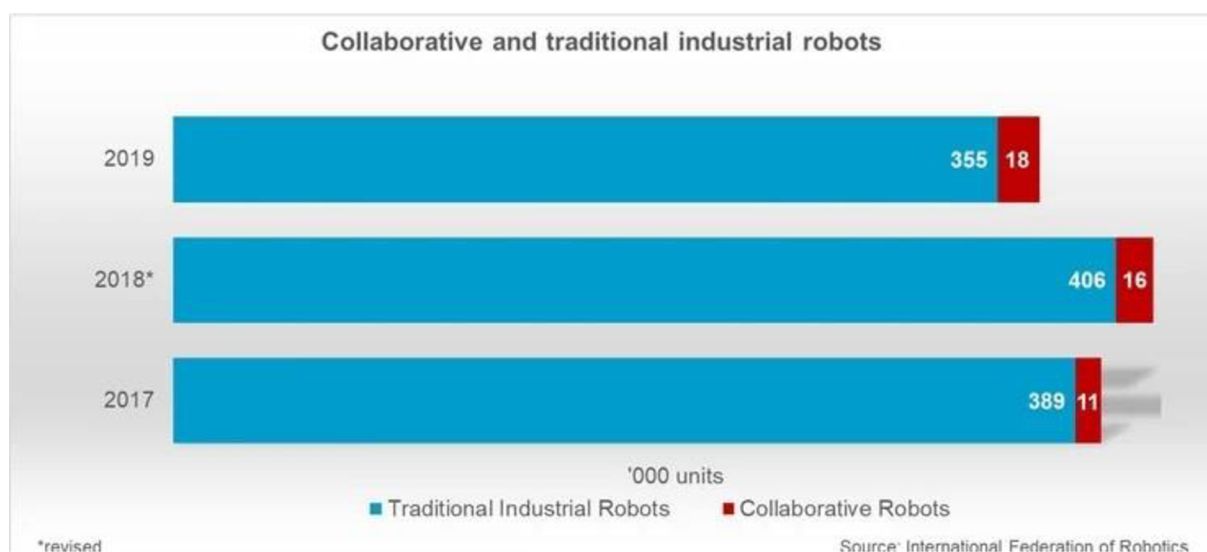 Collaborative and traditional industrial robots
2019 355 18
2018* 406 16
2017 389 11
'000 units
Traditional Industrial Robots Collaborative Robots
*revised Source: International Federation of Robotics